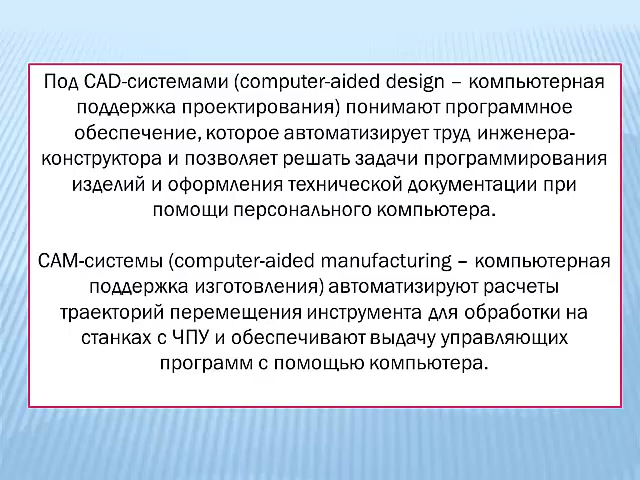 Под CAD-системами (computer-aided design – компьютерная
поддержка проектирования) понимают программное
обеспечение, которое автоматизирует труд инженера-
конструктора и позволяет решать задачи программирования
изделий и оформления технической документации при
помощи персонального компьютера.
CAM-системы (computer-aided manufacturing – компьютерная
поддержка изготовления) автоматизируют расчеты
траекторий перемещения инструмента для обработки на
станках с ЧПУ и обеспечивают выдачу управляющих
программ с помощью компьютера.